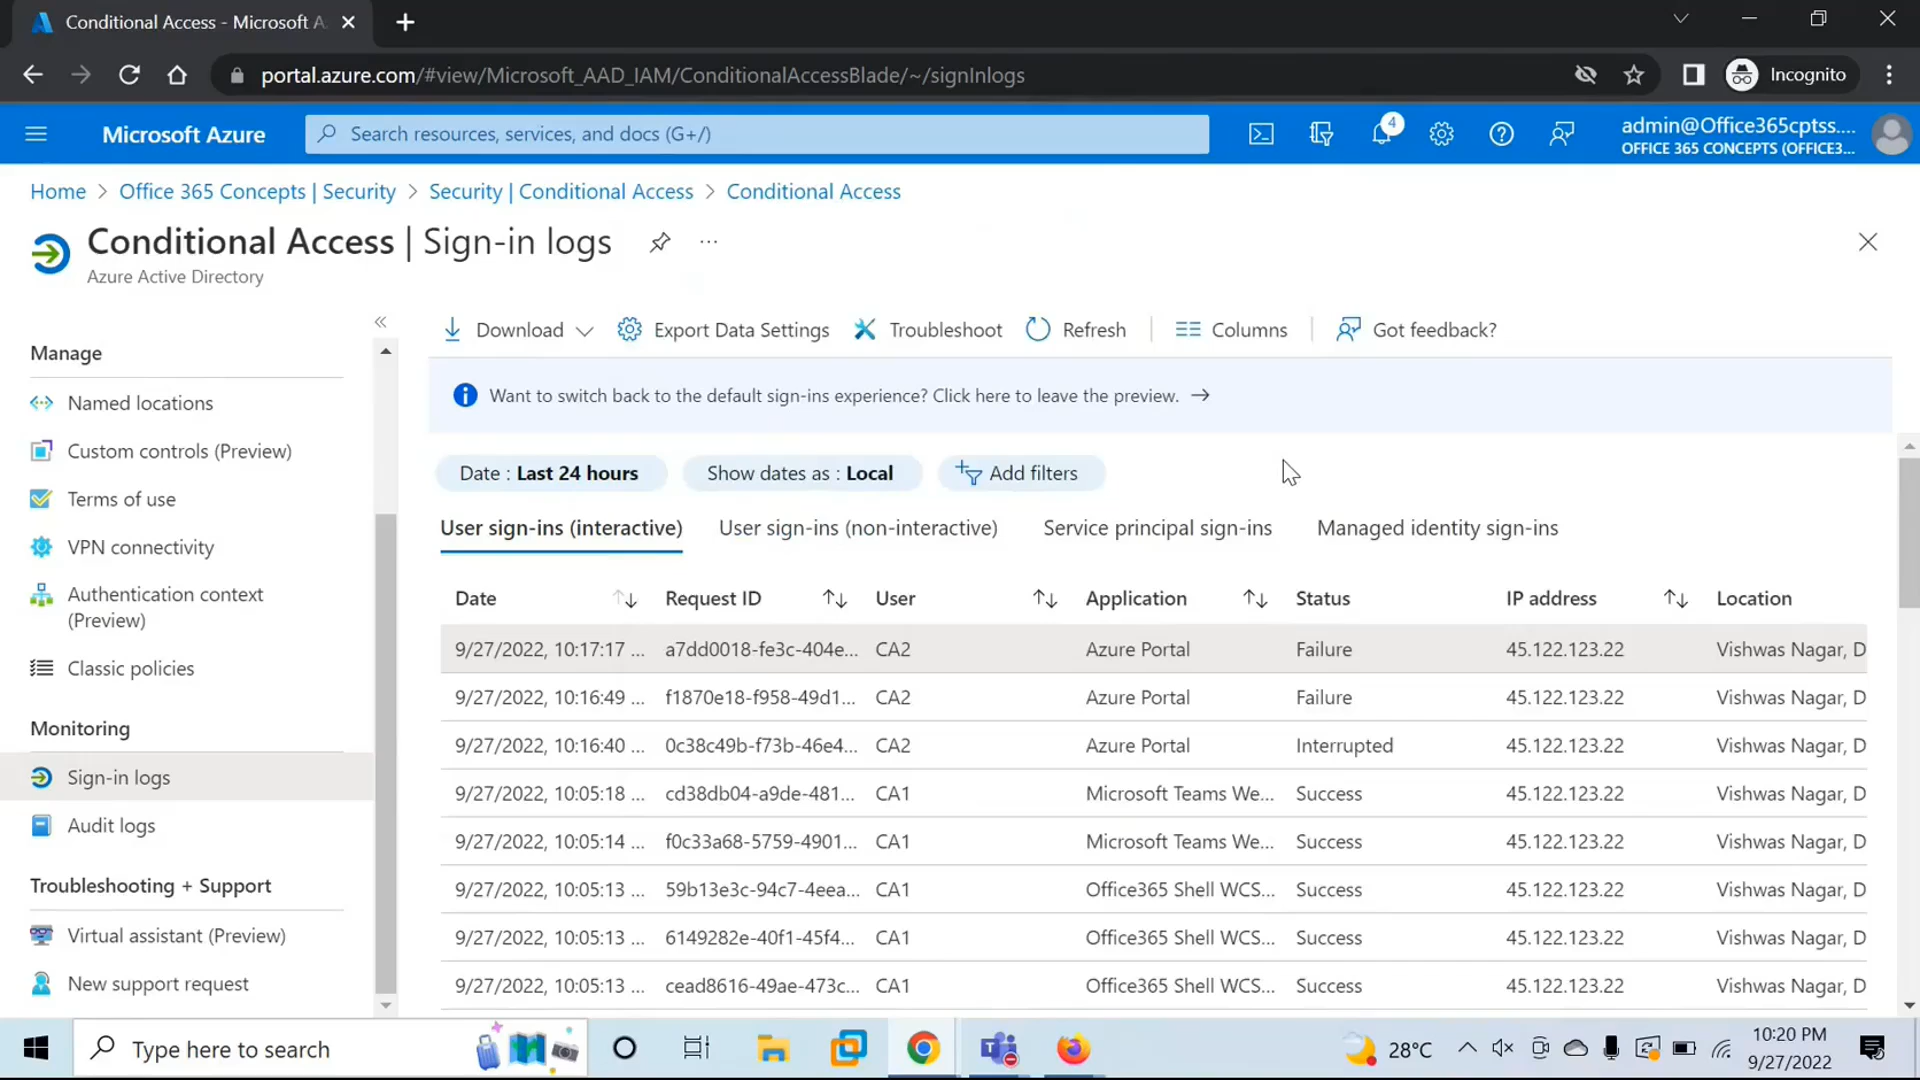 Conditional Access - Microsoft A
portal.azure.com/#view/Microsoft_AAD_IAM/ConditionalAccessBlade/~/signInlogs
Incognito
Microsoft Azure
Search resources, services, and docs (G+/)
4
admin@Office365cptss....
OFFICE 365 CONCEPTS (OFFICE3...
Home > Office 365 Concepts | Security > Security | Conditional Access > Conditional Access
Conditional Access | Sign-in logs
Azure Active Directory
Download
Export Data Settings
Troubleshoot
Refresh
Columns
Got feedback?
Want to switch back to the default sign-ins experience? Click here to leave the preview. →
Manage
Named locations
Custom controls (Preview)
Terms of use
VPN connectivity
Authentication context
(Preview)
Classic policies
Monitoring
Sign-in logs
Audit logs
Troubleshooting + Support
Virtual assistant (Preview)
New support request
Date : Last 24 hours
Show dates as : Local
Add filters
User sign-ins (interactive)
User sign-ins (non-interactive)
Service principal sign-ins
Managed identity sign-ins
Date Request ID User Application Status IP address Location
9/27/2022, 10:17:17 ... a7dd0018-fe3c-404e... CA2 Azure Portal Failure 45.122.123.22 Vishwas Nagar, D
9/27/2022, 10:16:49 ... f1870e18-f958-49d1... CA2 Azure Portal Failure 45.122.123.22 Vishwas Nagar, D
9/27/2022, 10:16:40 ... 0c38c49b-f73b-46e4... CA2 Azure Portal Interrupted 45.122.123.22 Vishwas Nagar, D
9/27/2022, 10:05:18 ... cd38db04-a9de-481... CA1 Microsoft Teams We... Success 45.122.123.22 Vishwas Nagar, D
9/27/2022, 10:05:14 ... f0c33a68-5759-4901... CA1 Microsoft Teams We... Success 45.122.123.22 Vishwas Nagar, D
9/27/2022, 10:05:13 ... 59b13e3c-94c7-4eea... CA1 Office365 Shell WCS... Success 45.122.123.22 Vishwas Nagar, D
9/27/2022, 10:05:13 ... 6149282e-40f1-45f4... CA1 Office365 Shell WCS... Success 45.122.123.22 Vishwas Nagar, D
9/27/2022, 10:05:13 ... cead8616-49ae-473c... CA1 Office365 Shell WCS... Success 45.122.123.22 Vishwas Nagar, D
Type here to search
28°C
10:20 PM
9/27/2022